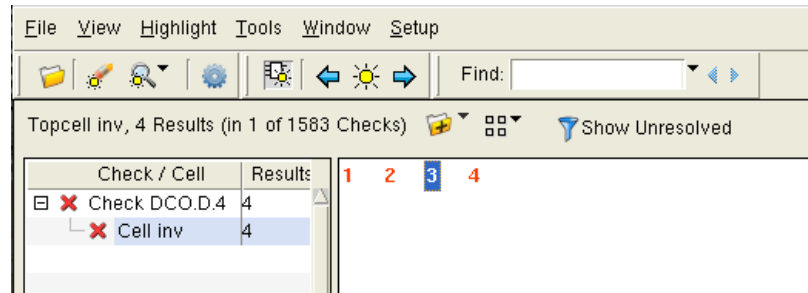 File View Highlight Tools Window Setup
Find:
Topcell inv, 4 Results (in 1 of 1583 Checks) Show Unresolved
Check / Cell Results
1 2 3 4
Check DCO.D.4 4
Cell inv 4